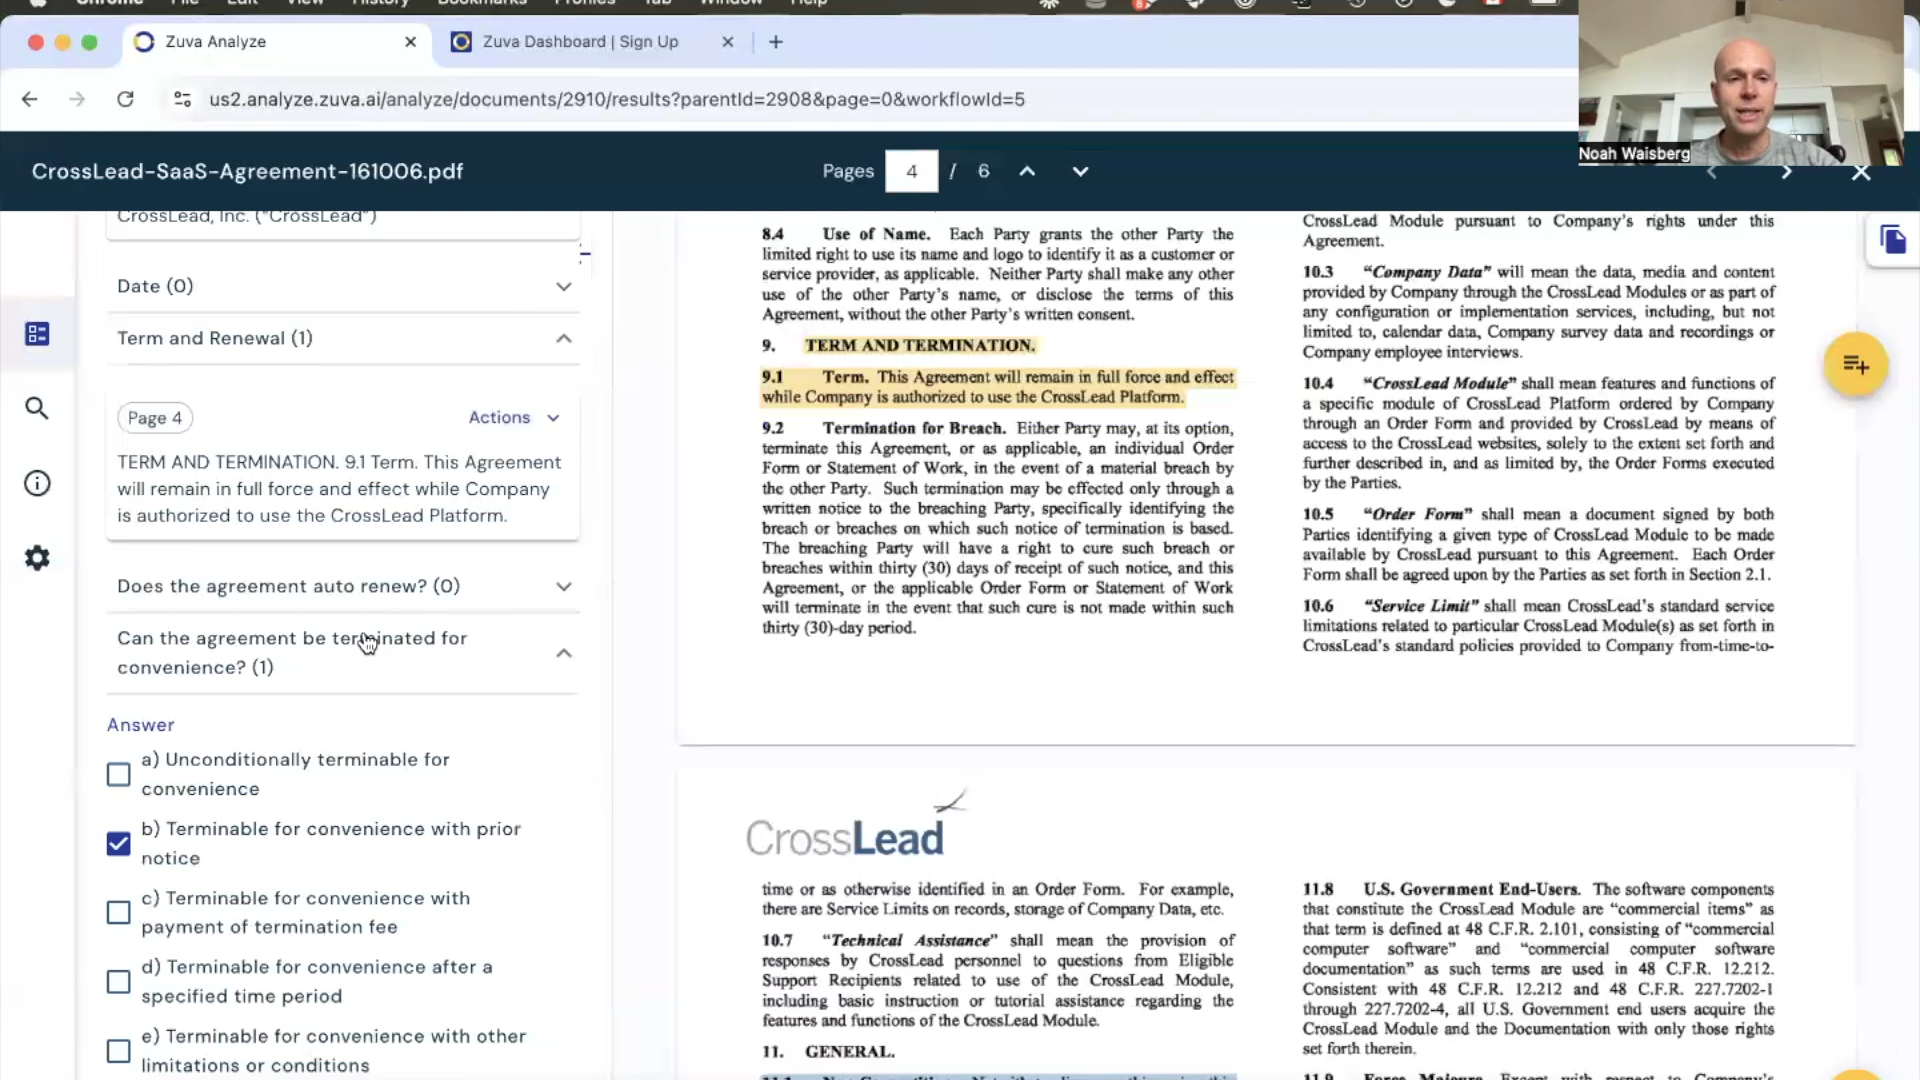 Chrome File Edit View History Bookmarks Profiles Tab Window Help
Zuva Analyze
Zuva Dashboard | Sign Up
us2.analyze.zuva.ai/analyze/documents/2910/results?parentId=2908&page=0&workflowId=5
Noah Waisberg
CrossLead-SaaS-Agreement-161006.pdf
Pages 4 / 6
CrossLead, Inc. ("CrossLead")
Date (0)
Term and Renewal (1)
Page 4
Actions
TERM AND TERMINATION. 9.1 Term. This Agreement
will remain in full force and effect while Company
is authorized to use the CrossLead Platform.
Does the agreement auto renew? (0)
Can the agreement be terminated for
convenience? (1)
Answer
a) Unconditionally terminable for
convenience
b) Terminable for convenience with prior
notice
c) Terminable for convenience with
payment of termination fee
d) Terminable for convenience after a
specified time period
e) Terminable for convenience with other
limitations or conditions
8.4 Use of Name. Each Party grants the other Party the
limited right to use its name and logo to identify it as a customer or
service provider, as applicable. Neither Party shall make any other
use of the other Party's name, or disclose the terms of this
Agreement, without the other Party's written consent.
9. TERM AND TERMINATION.
9.1 Term. This Agreement will remain in full force and effect
while Company is authorized to use the CrossLead Platform.
9.2 Termination for Breach. Either Party may, at its option,
terminate this Agreement, or as applicable, an individual Order
Form or Statement of Work, in the event of a material breach by
the other Party. Such termination may be effected only through a
written notice to the breaching Party, specifically identifying the
breach or breaches on which such notice of termination is based.
The breaching Party will have a right to cure such breach or
breaches within thirty (30) days of receipt of such notice, and this
Agreement, or the applicable Order Form or Statement of Work
will terminate in the event that such cure is not made within such
thirty (30)-day period.
CrossLead Module pursuant to Company's rights under this
Agreement.
10.3 "Company Data" will mean the data, media and content
provided by Company through the CrossLead Modules or as part of
any configuration or implementation services, including, but not
limited to, calendar data, Company survey data and recordings or
Company employee interviews.
10.4 "CrossLead Module" shall mean features and functions of
a specific module of CrossLead Platform ordered by Company
through an Order Form and provided by CrossLead by means of
access to the CrossLead websites, solely to the extent set forth and
further described in, and as limited by, the Order Forms executed
by the Parties.
10.5 "Order Form" shall mean a document signed by both
Parties identifying a given type of CrossLead Module to be made
available by CrossLead pursuant to this Agreement. Each Order
Form shall be agreed upon by the Parties as set forth in Section 2.1.
10.6 "Service Limit" shall mean CrossLead's standard service
limitations related to particular CrossLead Module(s) as set forth in
CrossLead's standard policies provided to Company from-time-to-
CrossLead
time or as otherwise identified in an Order Form. For example,
there are Service Limits on records, storage of Company Data, etc.
10.7 "Technical Assistance" shall mean the provision of
responses by CrossLead personnel to questions from Eligible
Support Recipients related to use of the CrossLead Module,
including basic instruction or tutorial assistance regarding the
features and functions of the CrossLead Module.
11. GENERAL.
11.8 U.S. Government End-Users. The software components
that constitute the CrossLead Module are "commercial items" as
that term is defined at 48 C.F.R. 2.101, consisting of "commercial
computer software" and "commercial computer software
documentation" as such terms are used in 48 C.F.R. 12.212.
Consistent with 48 C.F.R. 12.212 and 48 C.F.R. 227.7202-1
through 227.7202-4, all U.S. Government end users acquire the
CrossLead Module and the Documentation with only those rights
set forth therein.
11.9 Force Majeure. Except with respect to Company's